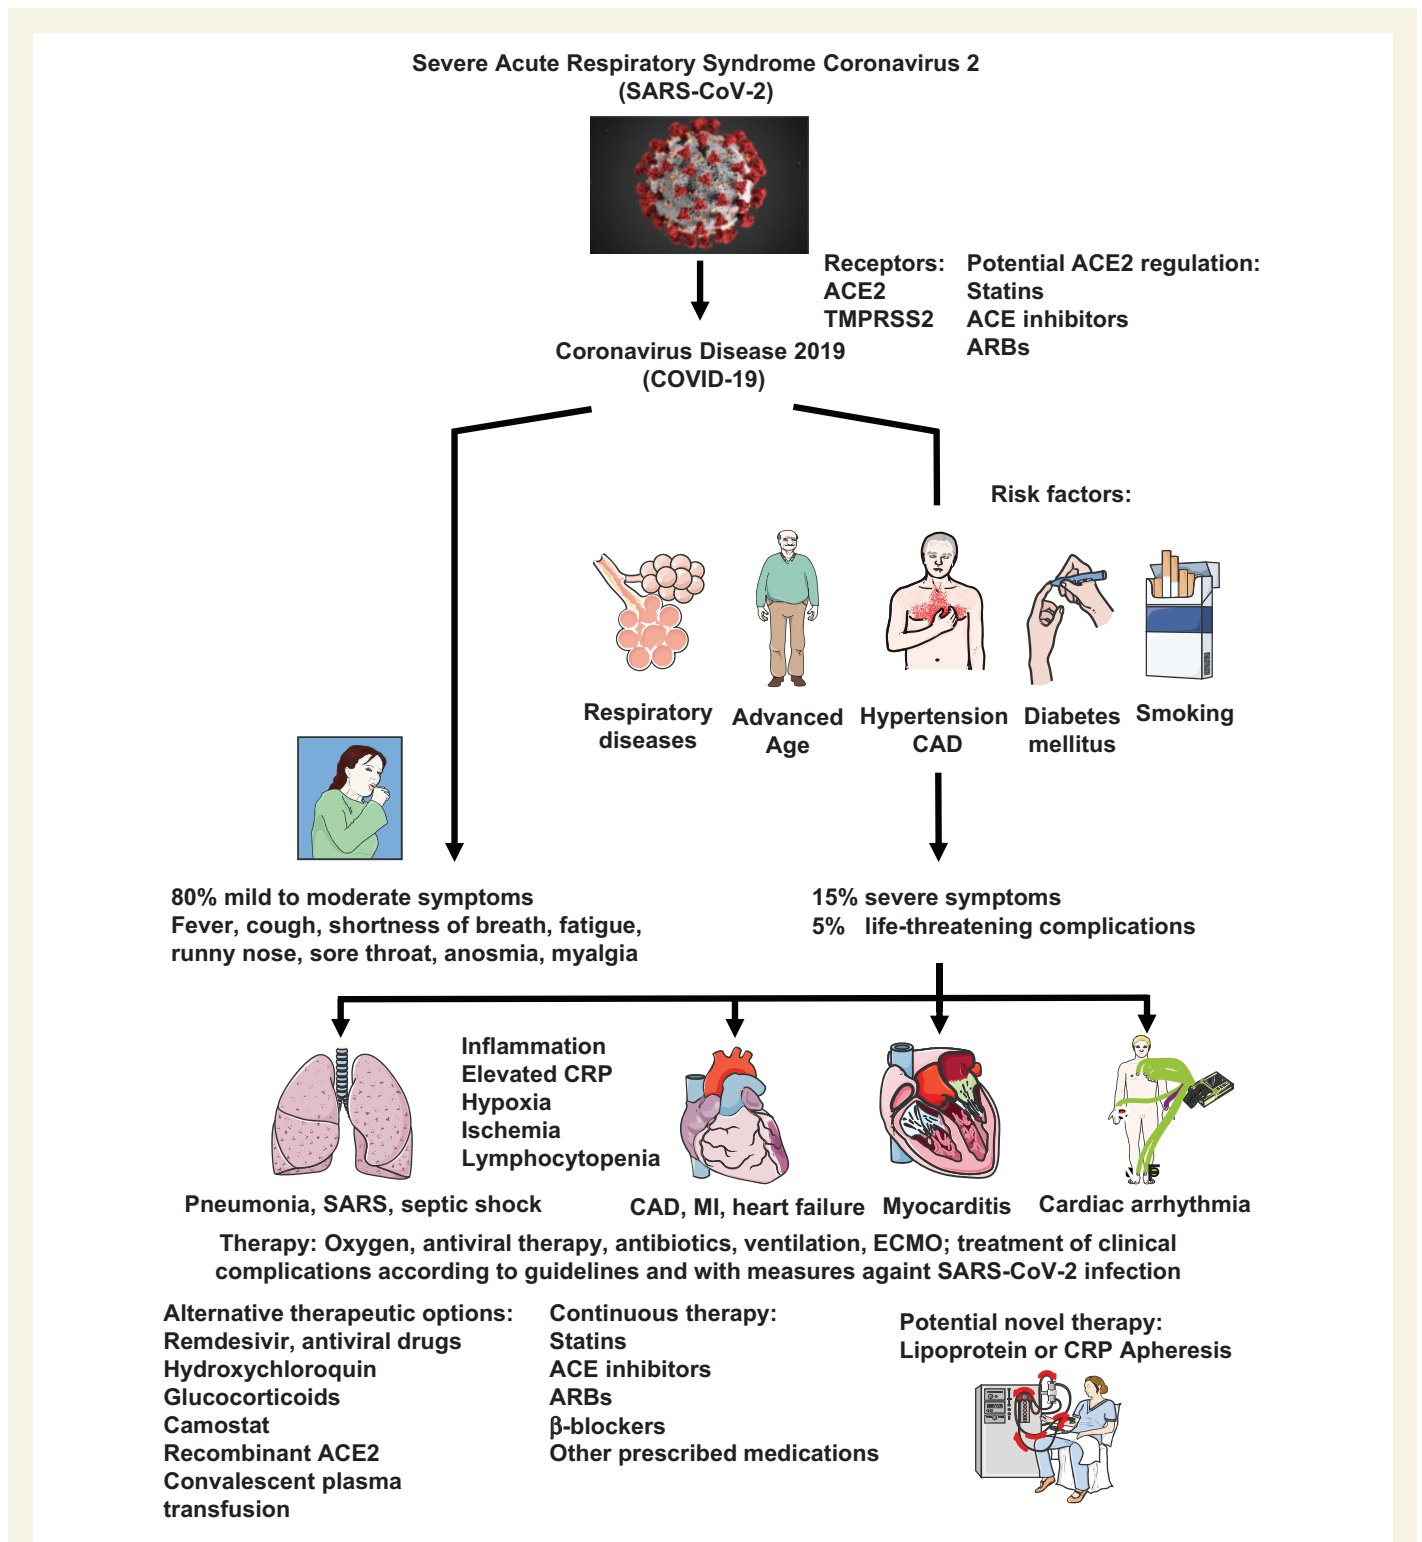 Severe Acute Respiratory Syndrome Coronavirus 2
(SARS-CoV-2)
Receptors:
ACE2
TMPRSS2
Potential ACE2 regulation:
Statins
ACE inhibitors
ARBs
Coronavirus Disease 2019
(COVID-19)
Risk factors:
Respiratory
diseases
Advanced
Age
Hypertension
CAD
Diabetes
mellitus
Smoking
80% mild to moderate symptoms
Fever, cough, shortness of breath, fatigue,
runny nose, sore throat, anosmia, myalgia
15% severe symptoms
5% life-threatening complications
Inflammation
Elevated CRP
Hypoxia
Ischemia
Lymphocytopenia
Pneumonia, SARS, septic shock
CAD, MI, heart failure
Myocarditis
Cardiac arrhythmia
Therapy: Oxygen, antiviral therapy, antibiotics, ventilation, ECMO; treatment of clinical
complications according to guidelines and with measures againt SARS-CoV-2 infection
Alternative therapeutic options:
Remdesivir, antiviral drugs
Hydroxychloroquin
Glucocorticoids
Camostat
Recombinant ACE2
Convalescent plasma
transfusion
Continuous therapy:
Statins
ACE inhibitors
ARBs
β-blockers
Other prescribed medications
Potential novel therapy:
Lipoprotein or CRP Apheresis